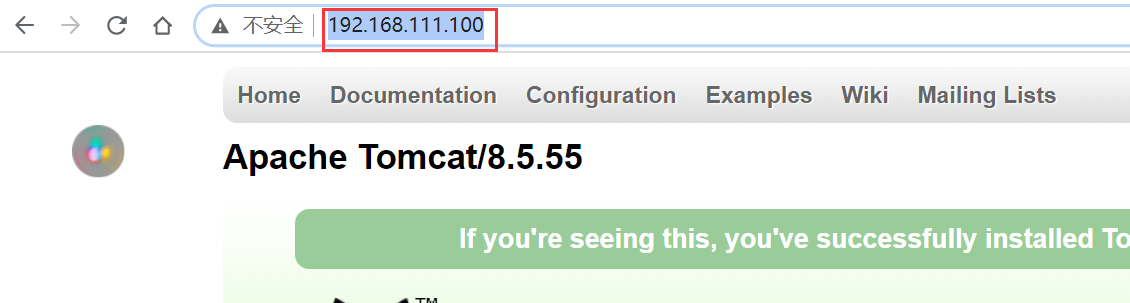 不安全 192.168.111.100
Home Documentation Configuration Examples Wiki Mailing Lists
Apache Tomcat/8.5.55
If you're seeing this, you've successfully installed To
TM